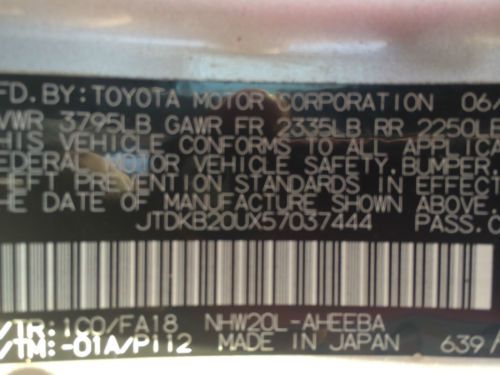 FD. BY: TOYOTA MOTOR CORPORATION 06/
VWR 3795LB GAWR FR 2335LB RR 2250LB
HIS VEHICLE CONFORMS TO ALL APPLICA
EDERAL MOTOR VEHICLE SAFETY, BUMPER,
HEFT PREVENTION STANDARDS IN EFFECT
HE DATE OF MANUFACTURE SHOWN ABOVE.
JTDKB20UX57037444 PASS. C
/TR: 1C0/FA18 NHW20L-AHEEBA
/TM: -01A/P112 MADE IN JAPAN 639